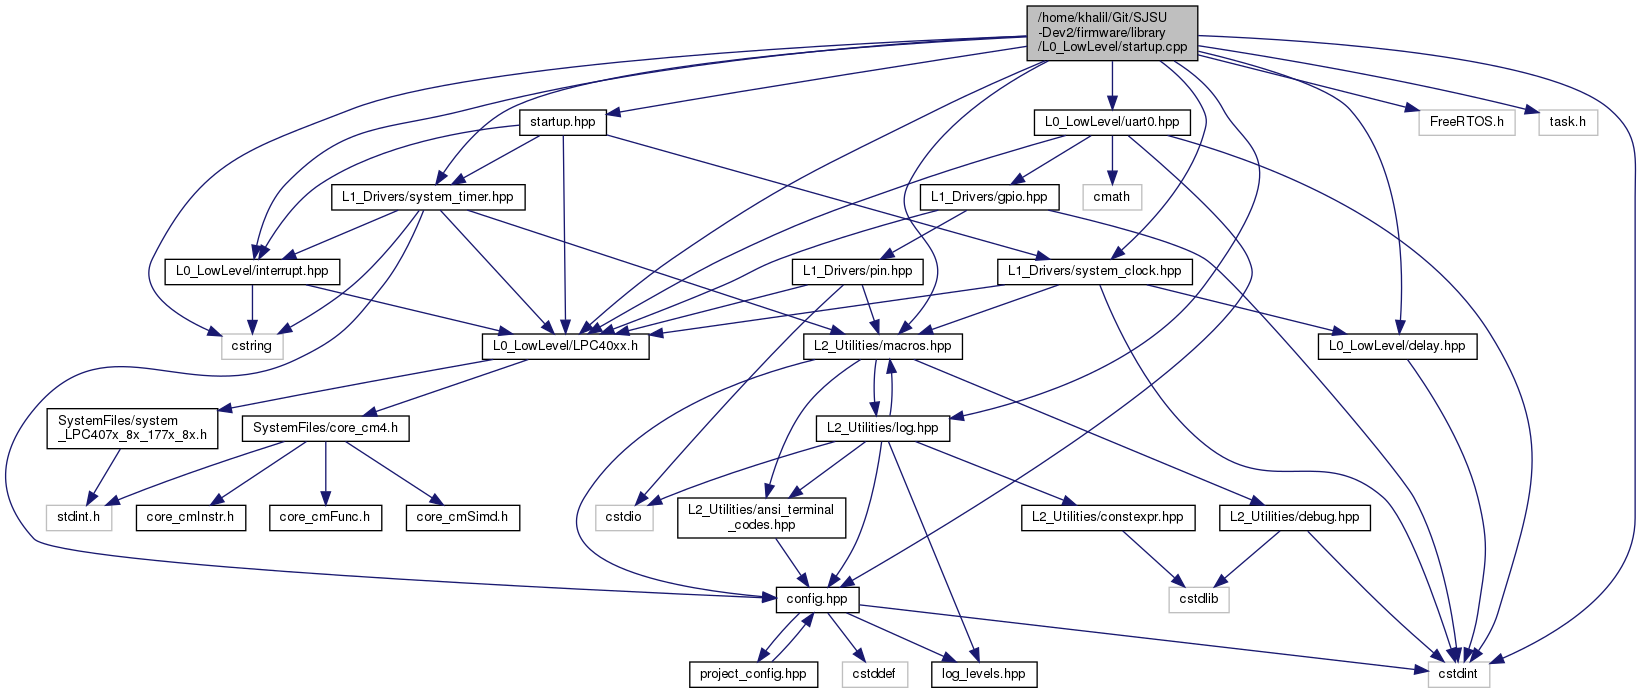 /home/khalil/Git/SJSU
-Dev2/firmware/library
/L0_LowLevel/startup.cpp
startup.hpp
L0_LowLevel/uart0.hpp
FreeRTOS.h
task.h
L1_Drivers/system_timer.hpp
L1_Drivers/gpio.hpp
cmath
L0_LowLevel/interrupt.hpp
L1_Drivers/pin.hpp
L1_Drivers/system_clock.hpp
cstring
L0_LowLevel/LPC40xx.h
L2_Utilities/macros.hpp
L0_LowLevel/delay.hpp
SystemFiles/system
_LPC407x_8x_177x_8x.h
SystemFiles/core_cm4.h
L2_Utilities/log.hpp
stdint.h
core_cmInstr.h
core_cmFunc.h
core_cmSimd.h
cstdio
L2_Utilities/ansi_terminal
_codes.hpp
L2_Utilities/constexpr.hpp
L2_Utilities/debug.hpp
config.hpp
cstdlib
project_config.hpp
cstddef
log_levels.hpp
cstdint